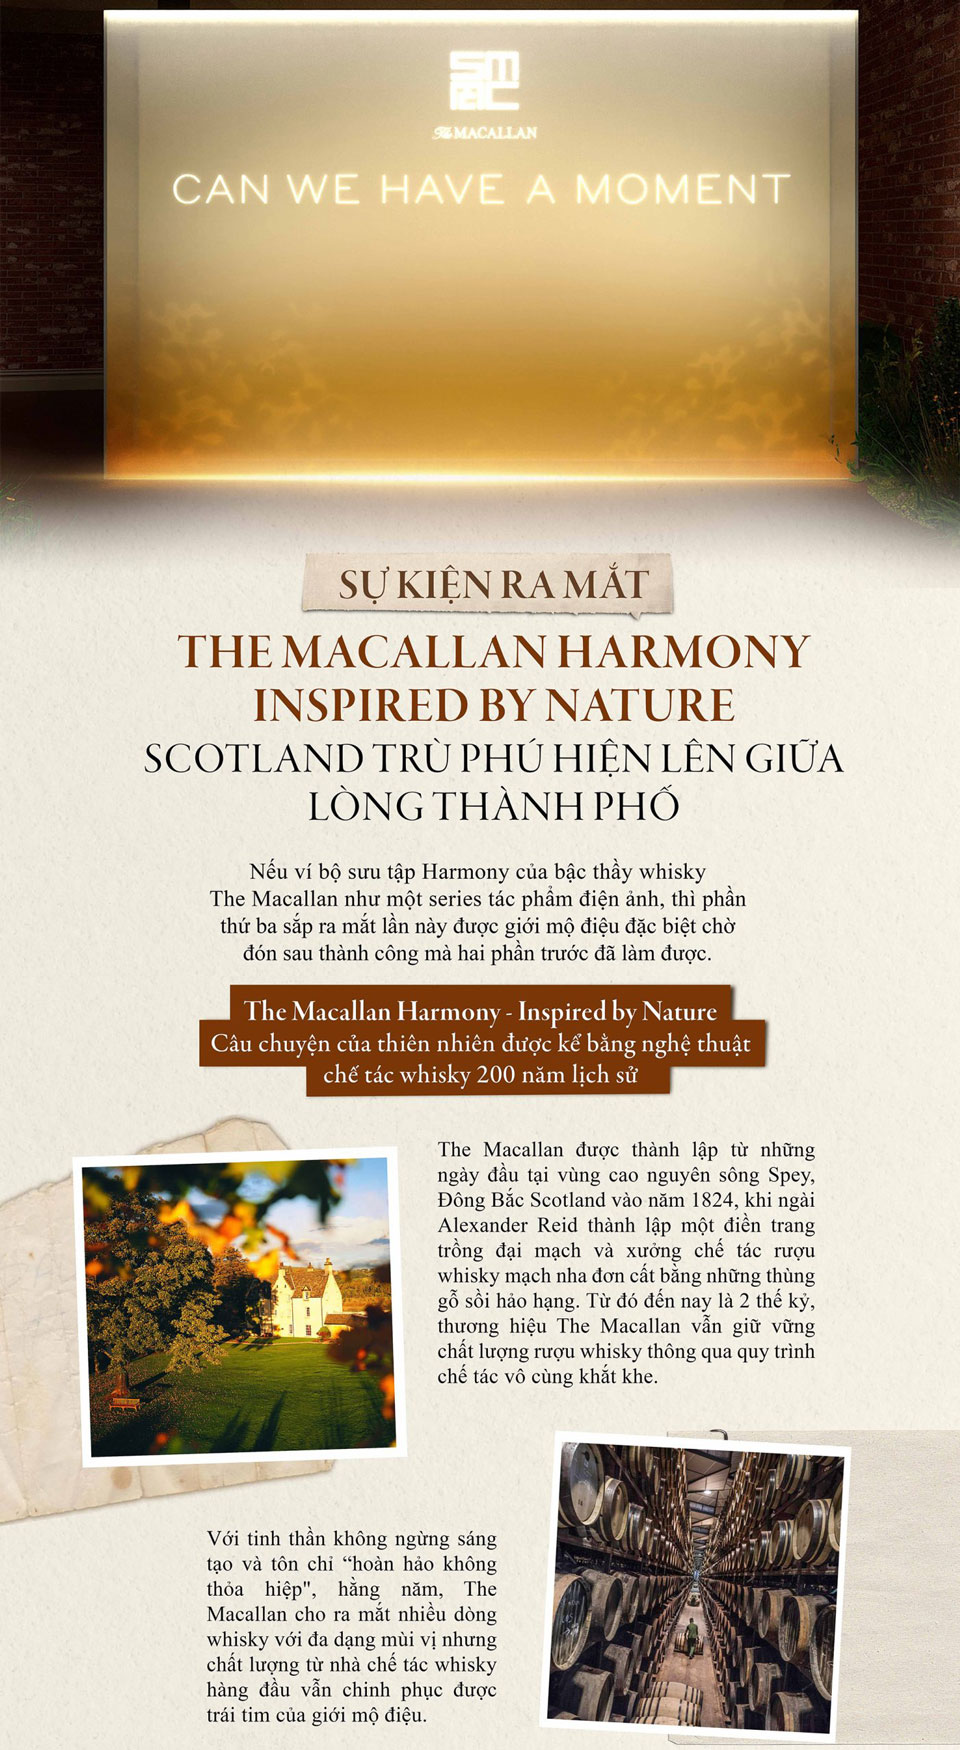 SMAC
The MACALLAN
CAN WE HAVE A MOMENT
SỰ KIỆN RA MẮT
THE MACALLAN HARMONY
INSPIRED BY NATURE
SCOTLAND TRÙ PHÚ HIỆN LÊN GIỮA
LÒNG THÀNH PHỐ
Nếu ví bộ sưu tập Harmony của bậc thầy whisky
The Macallan như một series tác phẩm điện ảnh, thì phần
thứ ba sắp ra mắt lần này được giới mộ điệu đặc biệt chờ
đón sau thành công mà hai phần trước đã làm được.
The Macallan Harmony - Inspired by Nature
Câu chuyện của thiên nhiên được kể bằng nghệ thuật
chế tác whisky 200 năm lịch sử
The Macallan được thành lập từ những
ngày đầu tại vùng cao nguyên sông Spey,
Đông Bắc Scotland vào năm 1824, khi ngài
Alexander Reid thành lập một điền trang
trồng đại mạch và xưởng chế tác rượu
whisky mạch nha đơn cất bằng những thùng
gỗ sồi hảo hạng. Từ đó đến nay là 2 thế kỷ,
thương hiệu The Macallan vẫn giữ vững
chất lượng rượu whisky thông qua quy trình
chế tác vô cùng khắt khe.
Với tinh thần không ngừng sáng
tạo và tôn chỉ “hoàn hảo không
thỏa hiệp", hằng năm, The
Macallan cho ra mắt nhiều dòng
whisky với đa dạng mùi vị nhưng
chất lượng từ nhà chế tác whisky
hàng đầu vẫn chinh phục được
trái tim của giới mộ điệu.